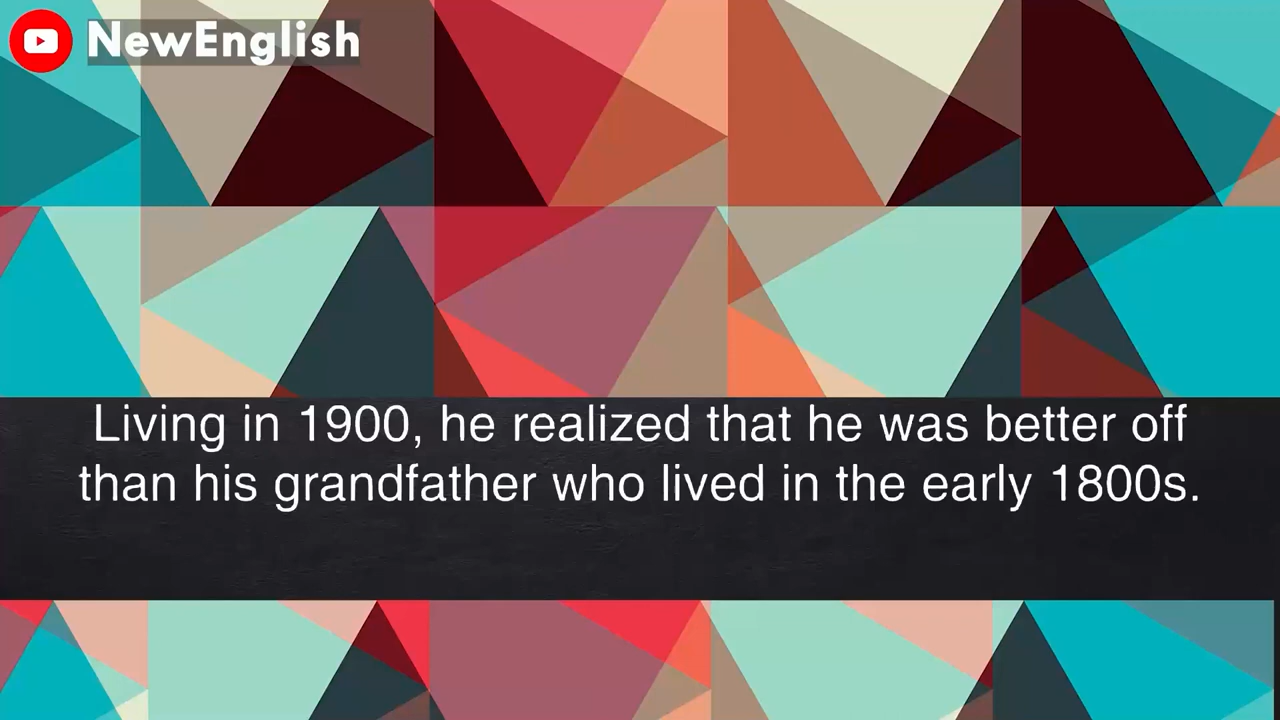 NewEnglish
Living in 1900, he realized that he was better off
than his grandfather who lived in the early 1800s.